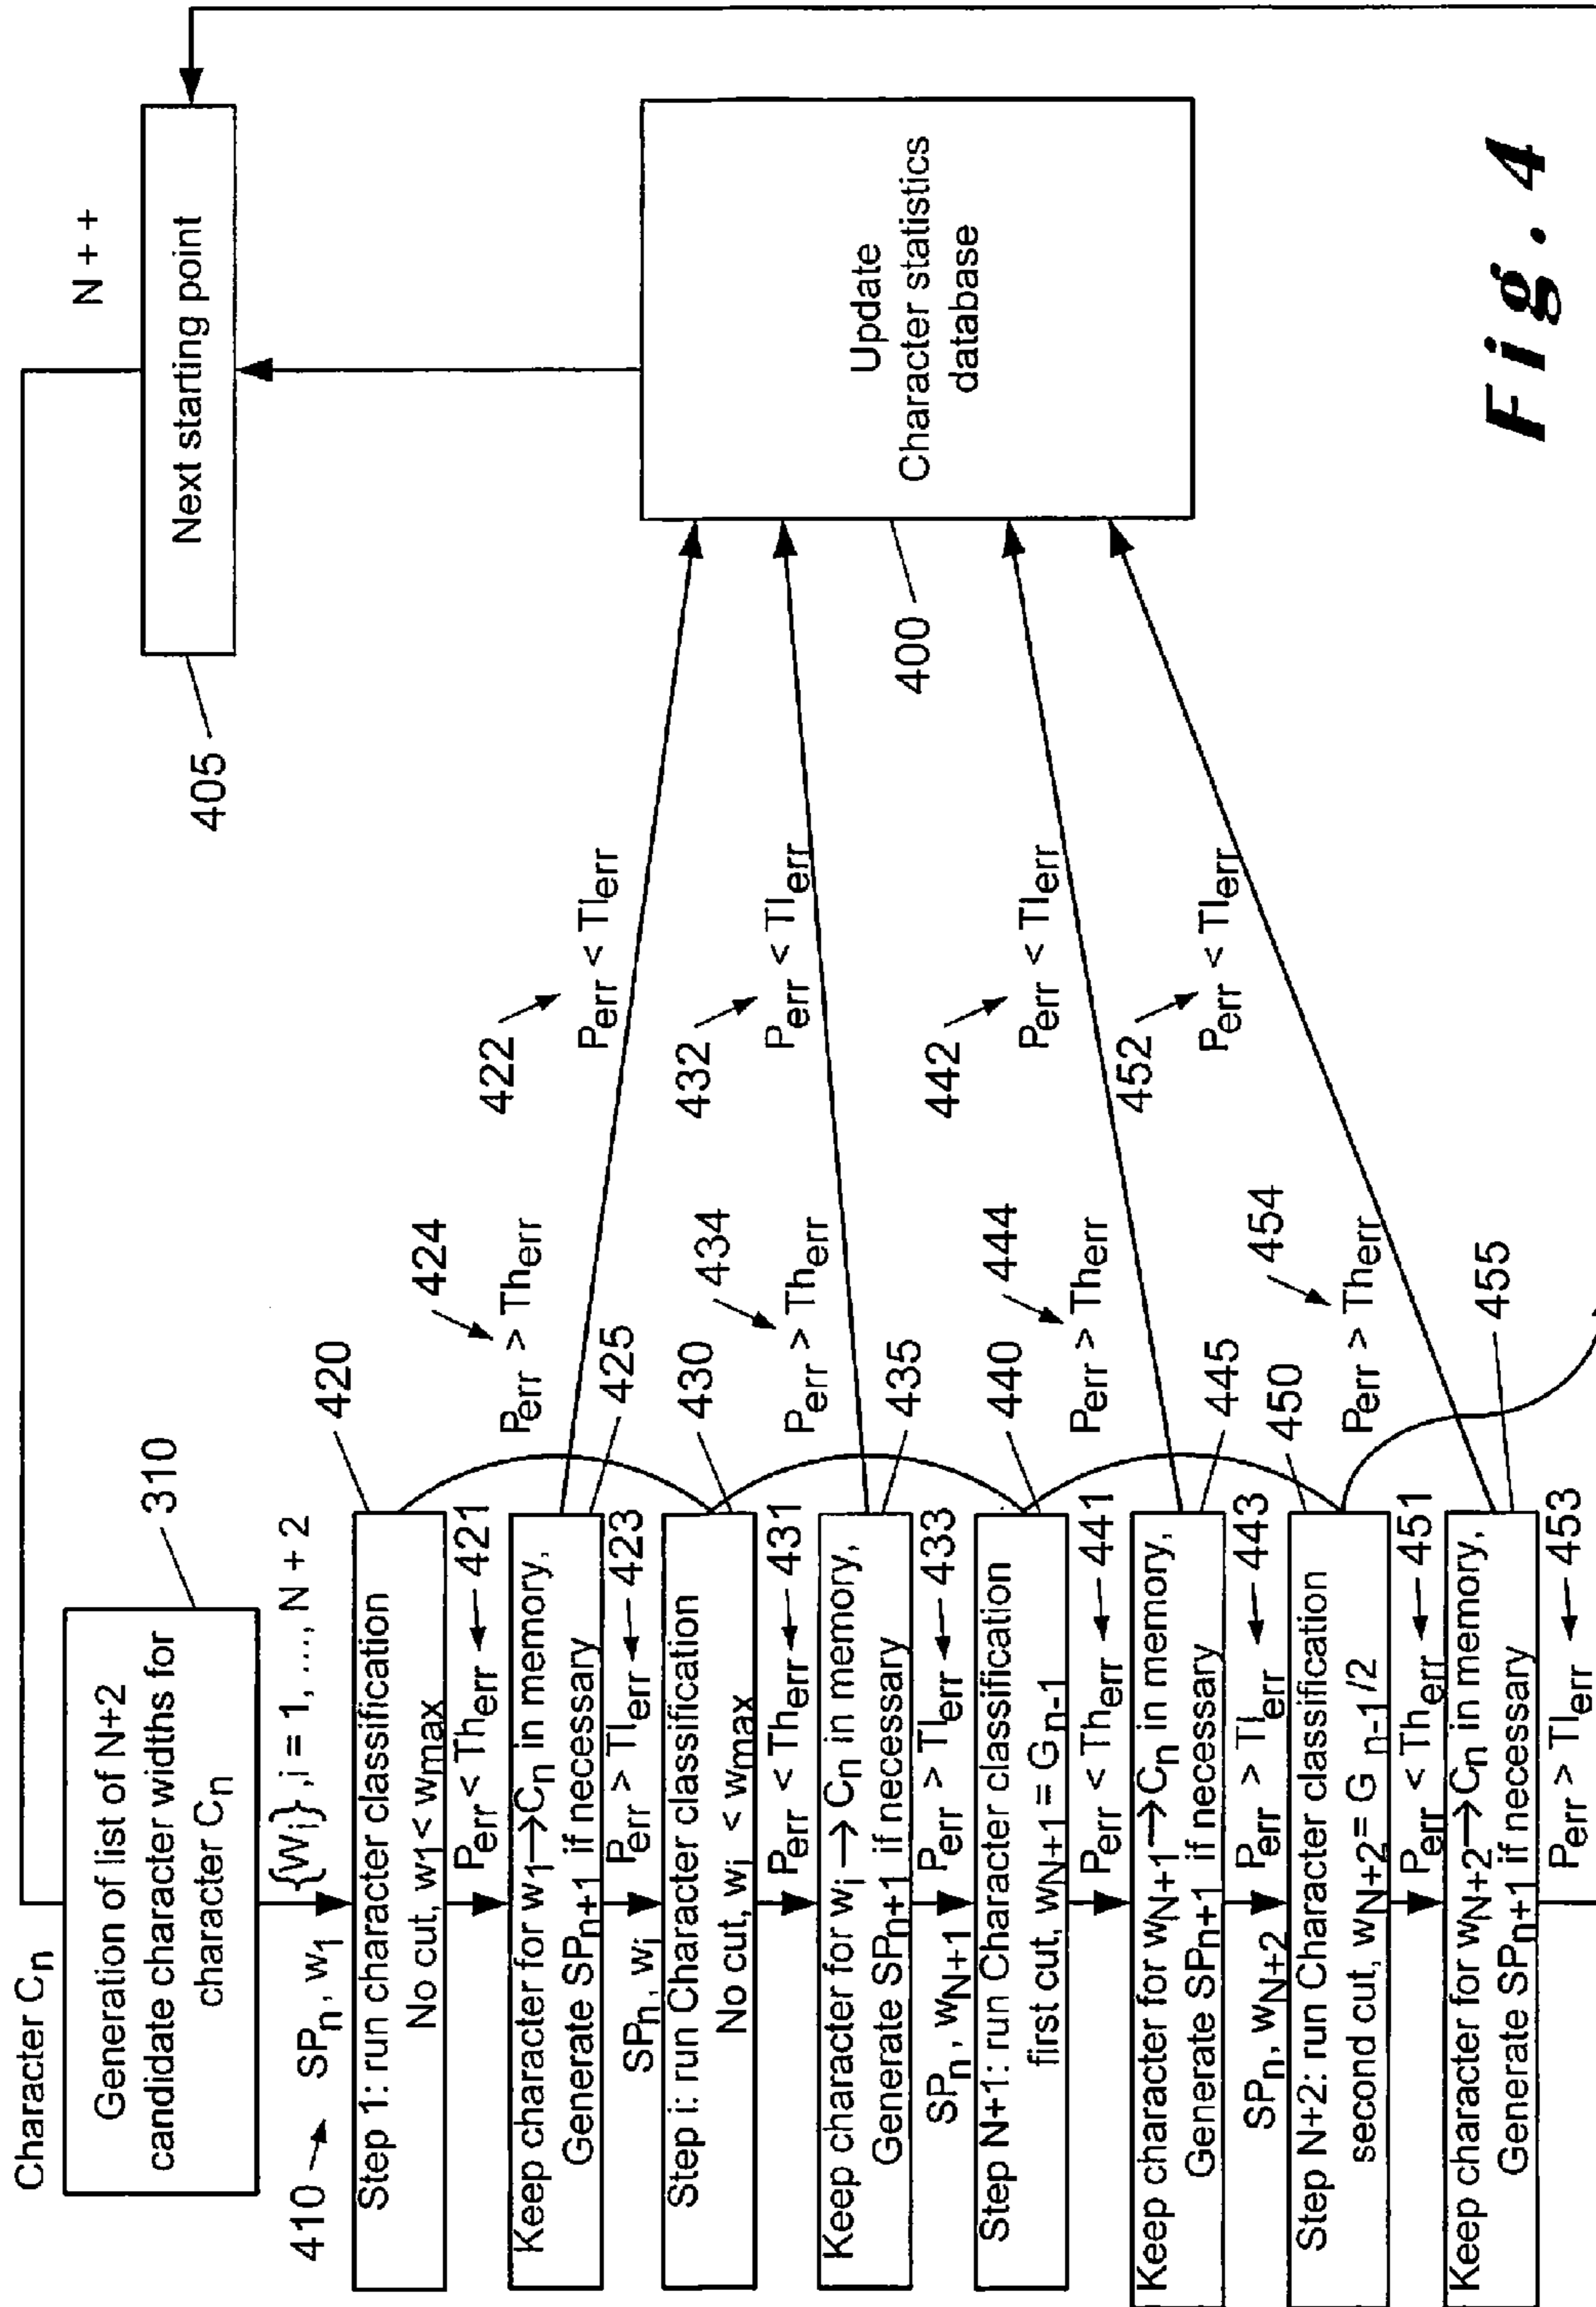 Character Cn
Generation of list of N+2
candidate character widths for
character Cn
310
410
SPn, w1
{Wi}, i = 1, ..., N + 2
420
Step 1: run character classification
No cut, w1 < wmax
424
Perr > Therr
Perr < Therr
421
422
Perr < Tlerr
425
Keep character for w1→Cn in memory,
Generate SPn+1 if necessary
SPn, wi
Perr > Tlerr
423
430
Step i: run Character classification
No cut, wi < wmax
434
Perr > Therr
Perr < Therr
431
432
Perr < Tlerr
435
Keep character for wi → Cn in memory,
Generate SPn+1 if necessary
SPn, wN+1
Perr > Tlerr
433
440
Step N+1: run Character classification
first cut, wN+1 = Gn-1
444
Perr > Therr
Perr < Therr
441
442
Perr < Tlerr
445
Keep character for wN+1→Cn in memory,
Generate SPn+1 if necessary
SPn, wN+2
Perr > Tlerr
443
450
Step N+2: run Character classification
second cut, wN+2 = Gn-1/2
454
Perr > Therr
Perr < Therr
451
452
Perr < Tlerr
455
Keep character for wN+2→Cn in memory,
Generate SPn+1 if necessary
Perr > Tlerr
453
N + +
Next starting point
405
Update
Character statistics
database
400
Fig. 4